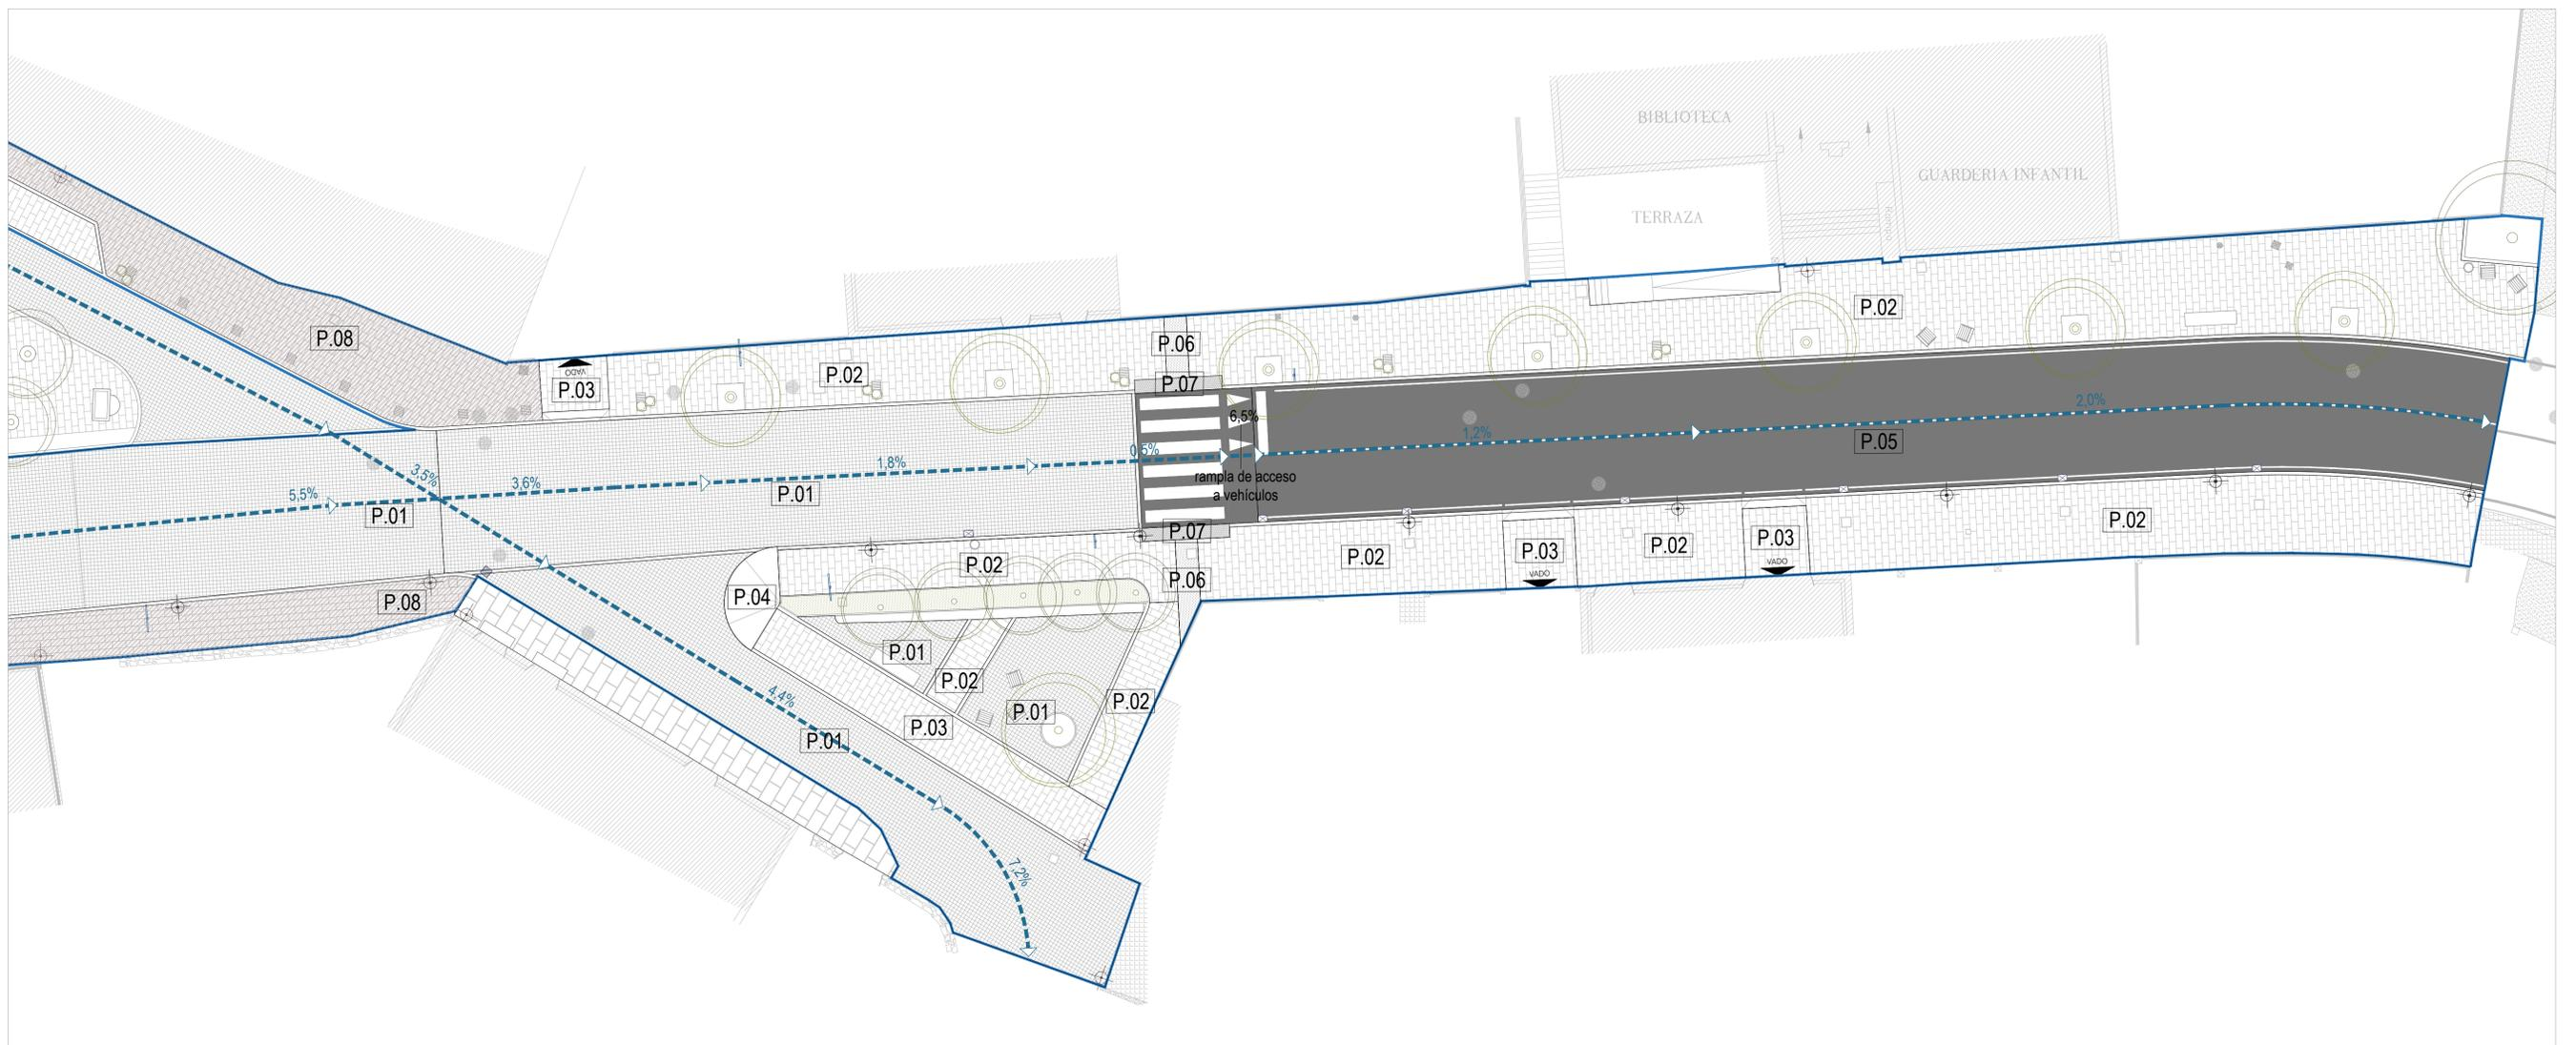 BIBLIOTECA
GUARDERIA INFANTIL
TERRAZA
Rampa
P.02
P.08
P.06
VADO
P.03
P.02
P.07
6,5%
2,0%
1,2%
P.05
0,5%
1,8%
3,5%
3,6%
5,5%
rampla de acceso
a vehículos
P.01
P.01
P.07
P.02
P.03
VADO
P.02
P.03
VADO
P.02
P.02
P.06
P.08
P.04
P.01
P.02
P.02
P.01
P.03
4,4%
P.01
7,2%